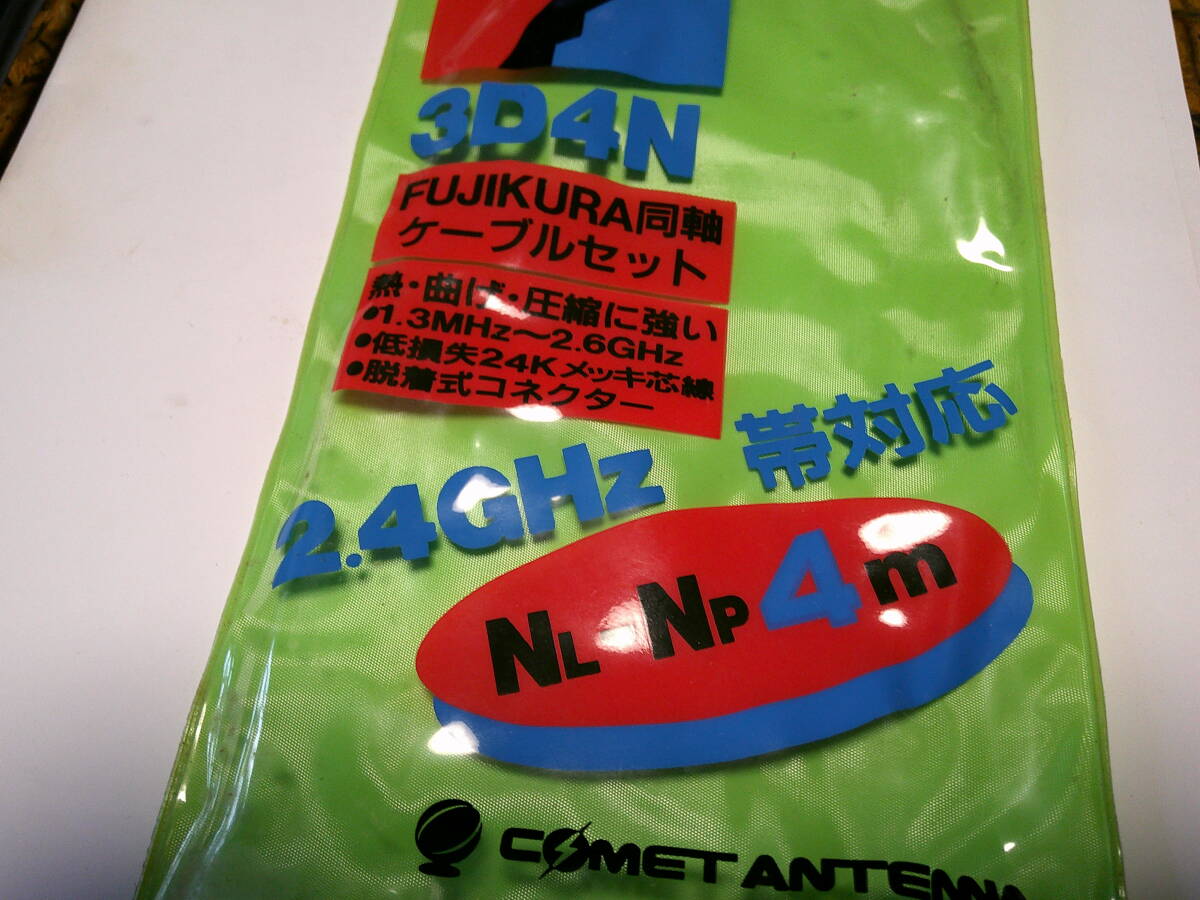 3D4N
FUJIKURA同軸
ケーブルセット
熱・曲げ・圧縮に強い
●1.3MHz～2.6GHz
●低損失24Kメッキ芯線
●脱着式コネクター
2.4GHz 帯対応
NL-NP4m
COMET ANTENNA